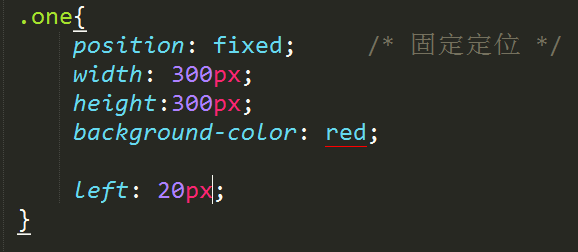 .one{
position: fixed; /* 固定定位 */
width: 300px;
height:300px;
background-color: red;
left: 20px;
}